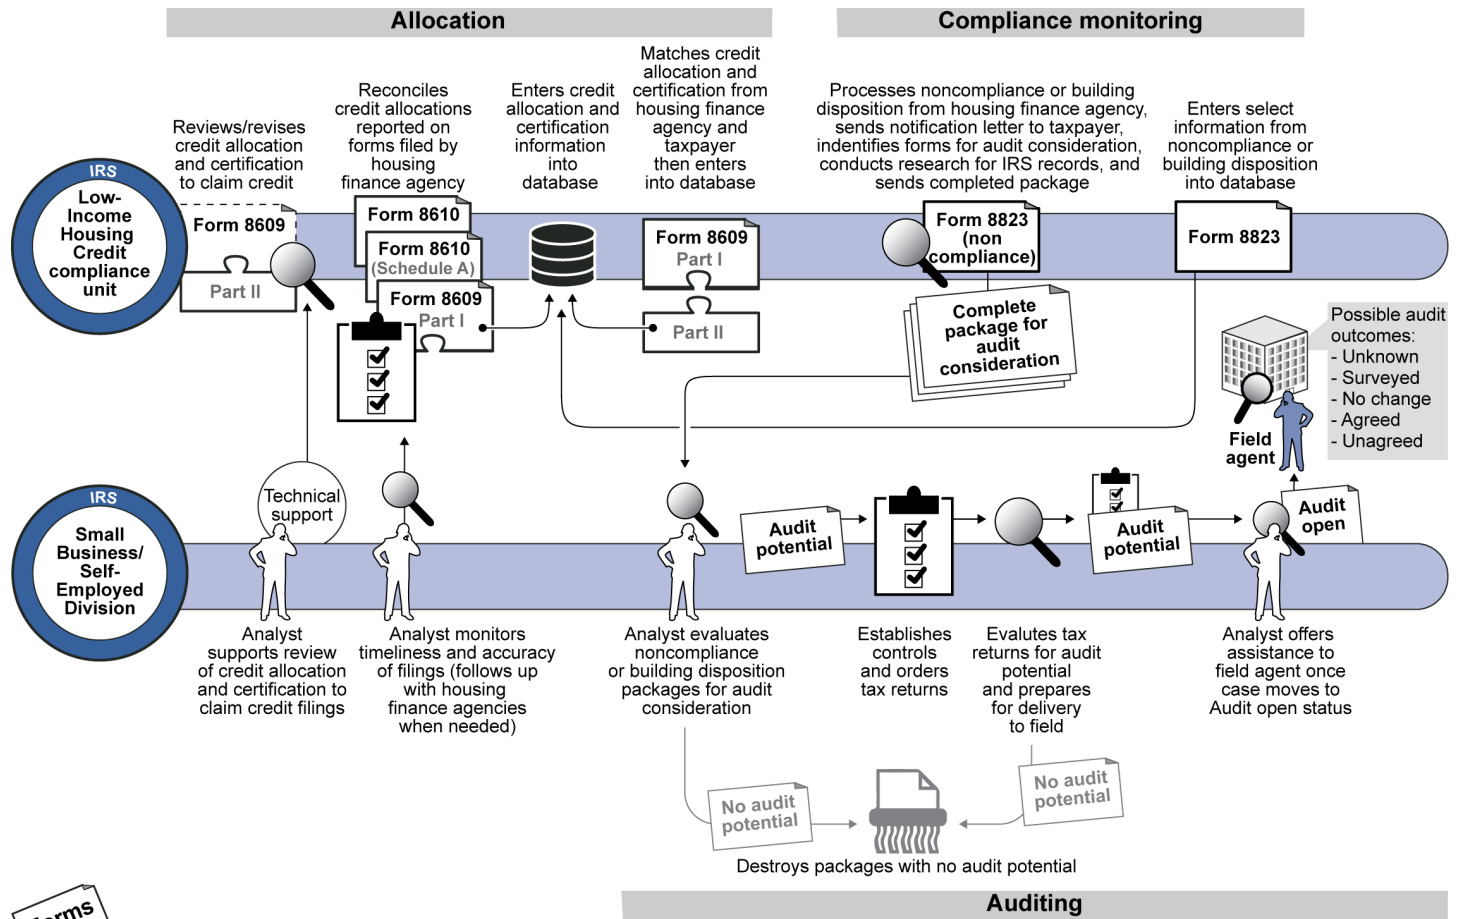 Allocation
Compliance monitoring
Reviews/revises
credit allocation
and certification
to claim credit
Reconciles
credit allocations
reported on
forms filed by
housing
finance agency
Enters credit
allocation and
certification
information
into
database
Matches credit
allocation and
certification from
housing finance
agency and
taxpayer
then enters
into database
Processes noncompliance or building
disposition from housing finance agency,
sends notification letter to taxpayer,
indentifies forms for audit consideration,
conducts research for IRS records, and
sends completed package
Enters select
information from
noncompliance or
building disposition
into database
IRS
Low-
Income
Housing
Credit
compliance
unit
Form 8609
Part II
Form 8610
Form 8610
(Schedule A)
Form 8609
Part I
Form 8609
Part I
Part II
Form 8823
(non
compliance)
Form 8823
Complete
package for
audit
consideration
Possible audit
outcomes:
- Unknown
- Surveyed
- No change
- Agreed
- Unagreed
Field
agent
IRS
Small
Business/
Self-
Employed
Division
Technical
support
Audit
potential
Audit
potential
Audit
open
Analyst
supports review
of credit allocation
and certification to
claim credit filings
Analyst monitors
timeliness and accuracy
of filings (follows up
with housing
finance agencies
when needed)
Analyst evaluates
noncompliance
or building disposition
packages for audit
consideration
Establishes
controls
and orders
tax returns
Evalutes tax
returns for audit
potential
and prepares
for delivery
to field
Analyst offers
assistance to
field agent once
case moves to
Audit open status
No audit
potential
No audit
potential
Destroys packages with no audit potential
Auditing